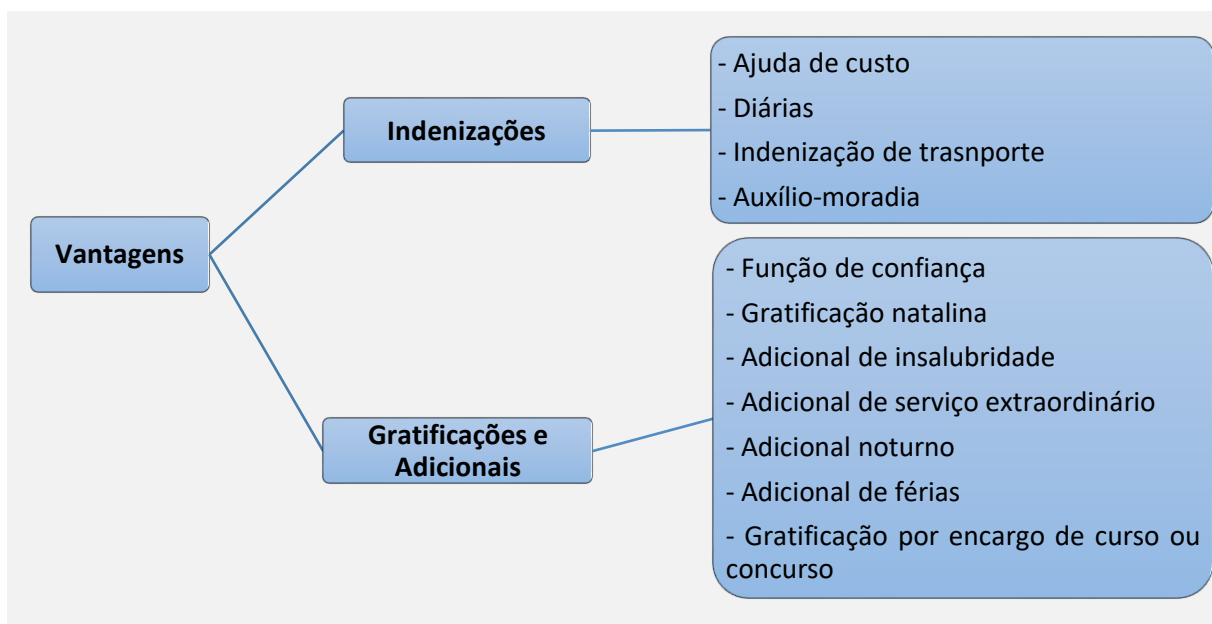 Vantagens
Indenizações
- Ajuda de custo
- Diárias
- Indenização de trasnporte
- Auxílio-moradia
Gratificações e
Adicionais
- Função de confiança
- Gratificação natalina
- Adicional de insalubridade
- Adicional de serviço extraordinário
- Adicional noturno
- Adicional de férias
- Gratificação por encargo de curso ou
concurso